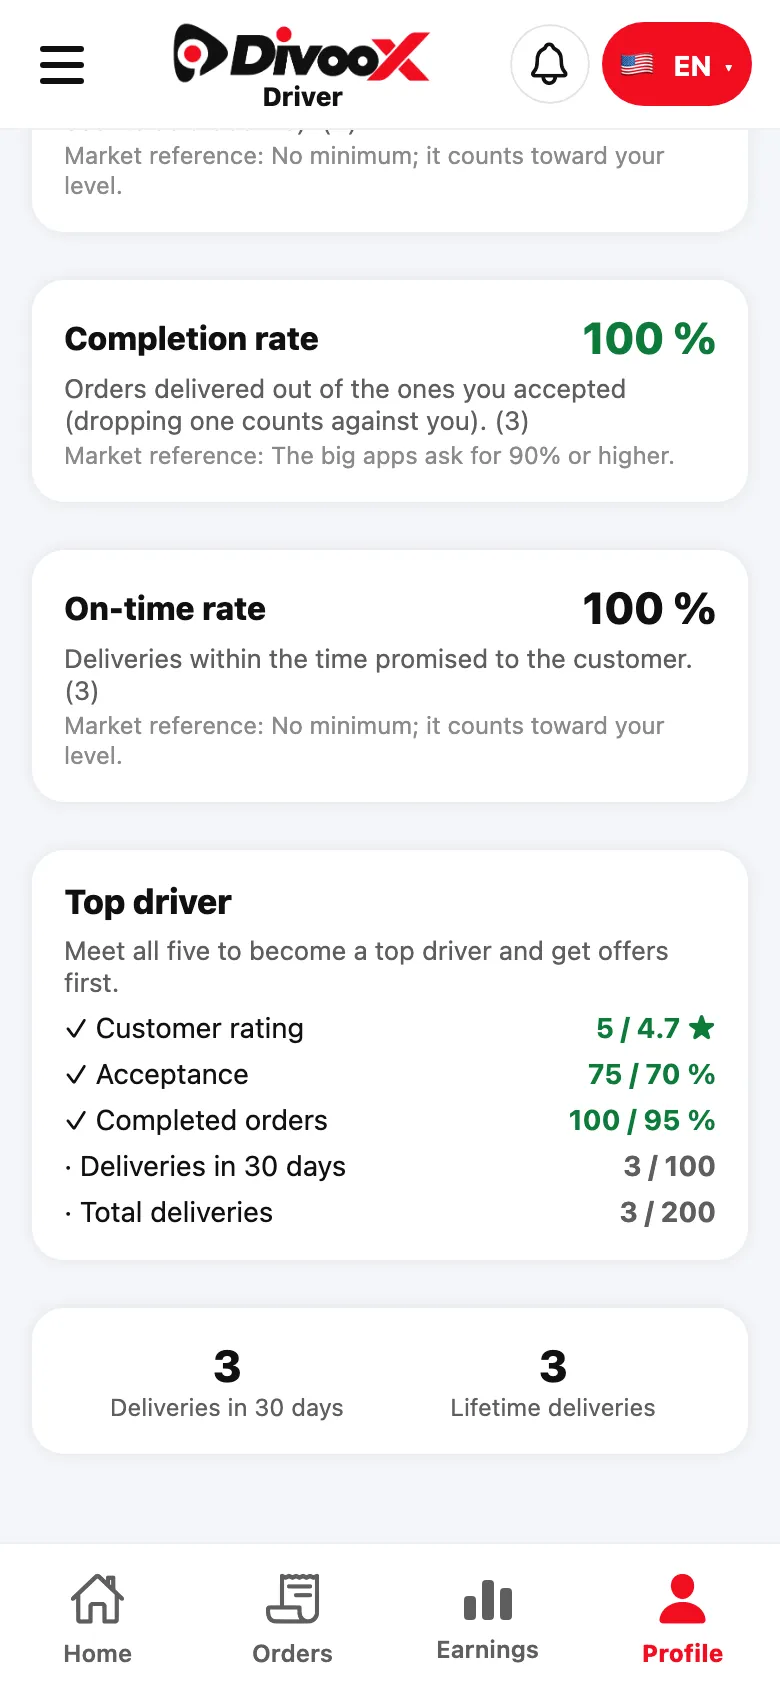 DivooX
Driver
EN
Market reference: No minimum; it counts toward your
level.
Completion rate
100 %
Orders delivered out of the ones you accepted
(dropping one counts against you). (3)
Market reference: The big apps ask for 90% or higher.
On-time rate
100 %
Deliveries within the time promised to the customer.
(3)
Market reference: No minimum; it counts toward your
level.
Top driver
Meet all five to become a top driver and get offers
first.
✓ Customer rating 5 / 4.7 ★
✓ Acceptance 75 / 70 %
✓ Completed orders 100 / 95 %
· Deliveries in 30 days 3 / 100
· Total deliveries 3 / 200
3 3
Deliveries in 30 days Lifetime deliveries
Home Orders Earnings Profile